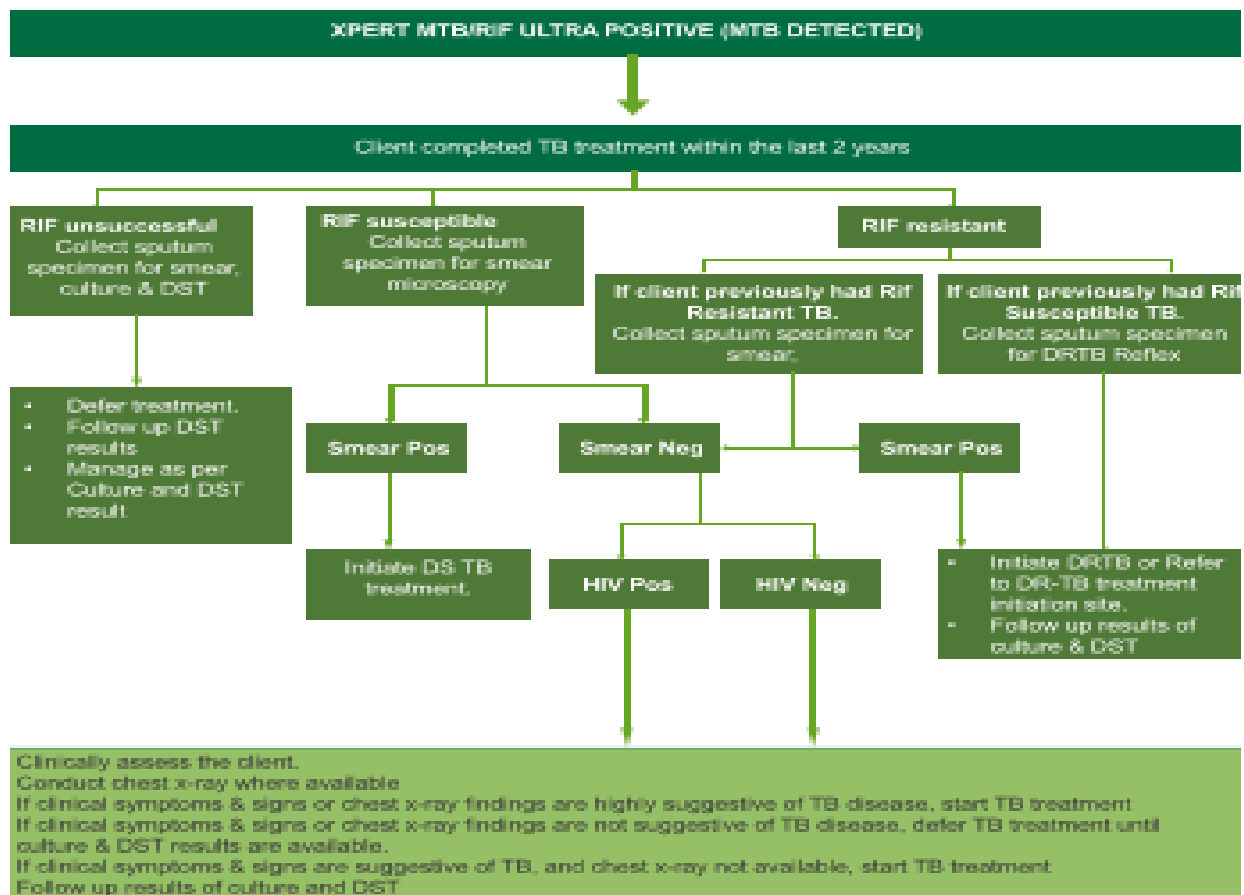 XPERT MTB/RIF ULTRA POSITIVE (MTB DETECTED)
Client completed TB treatment within the last 2 years
RIF unsuccessful
Collect sputum
specimen for smear,
culture & DST
RIF susceptible
Collect sputum
specimen for smear
microscopy
RIF resistant
If client previously had Rif
Resistant TB.
Collect sputum specimen for
smear.
If client previously had Rif
Susceptible TB.
Collect sputum specimen
for DRTB Reflex
• Defer treatment.
• Follow up DST
results
• Manage as per
Culture and DST
result
Smear Pos
Smear Neg
Smear Pos
Initiate DS TB
treatment.
HIV Pos
HIV Neg
• Initiate DRTB or Refer
to DR-TB treatment
initiation site.
• Follow up results of
culture & DST
Clinically assess the client.
Conduct chest x-ray where available
If clinical symptoms & signs or chest x-ray findings are highly suggestive of TB disease, start TB treatment
If clinical symptoms & signs or chest x-ray findings are not suggestive of TB disease, defer TB treatment until
culture & DST results are available.
If clinical symptoms & signs are suggestive of TB, and chest x-ray not available, start TB treatment
Follow up results of culture and DST